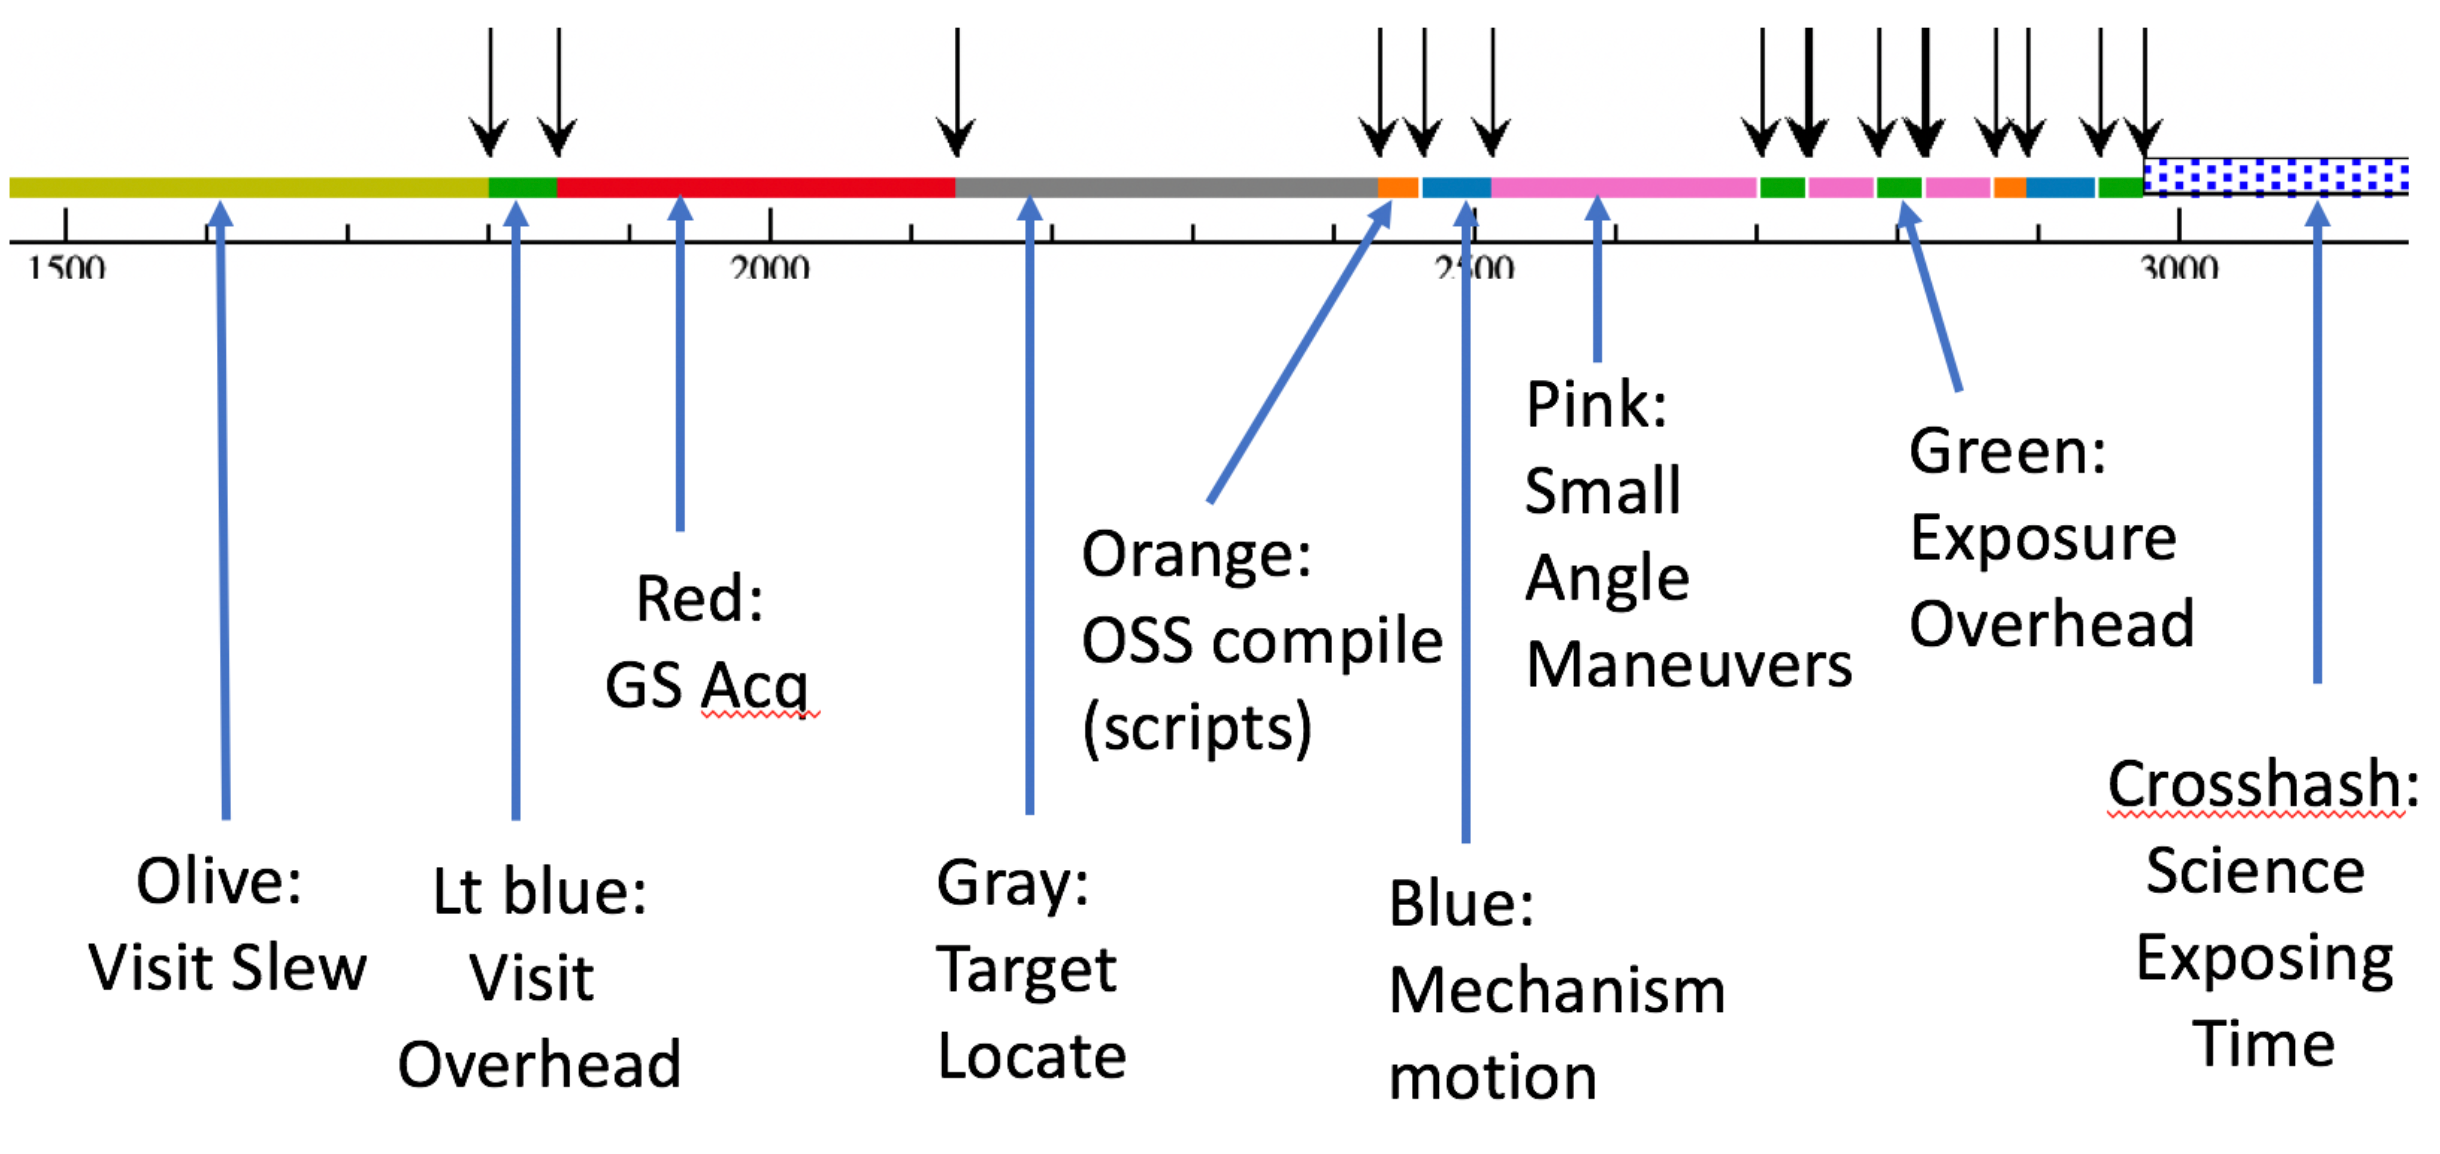 1500 2000 2500 3000
Olive:
Visit Slew
Lt blue:
Visit
Overhead
Red:
GS Acq
Gray:
Target
Locate
Orange:
OSS compile
(scripts)
Blue:
Mechanism
motion
Pink:
Small
Angle
Maneuvers
Green:
Exposure
Overhead
Crosshash:
Science
Exposing
Time